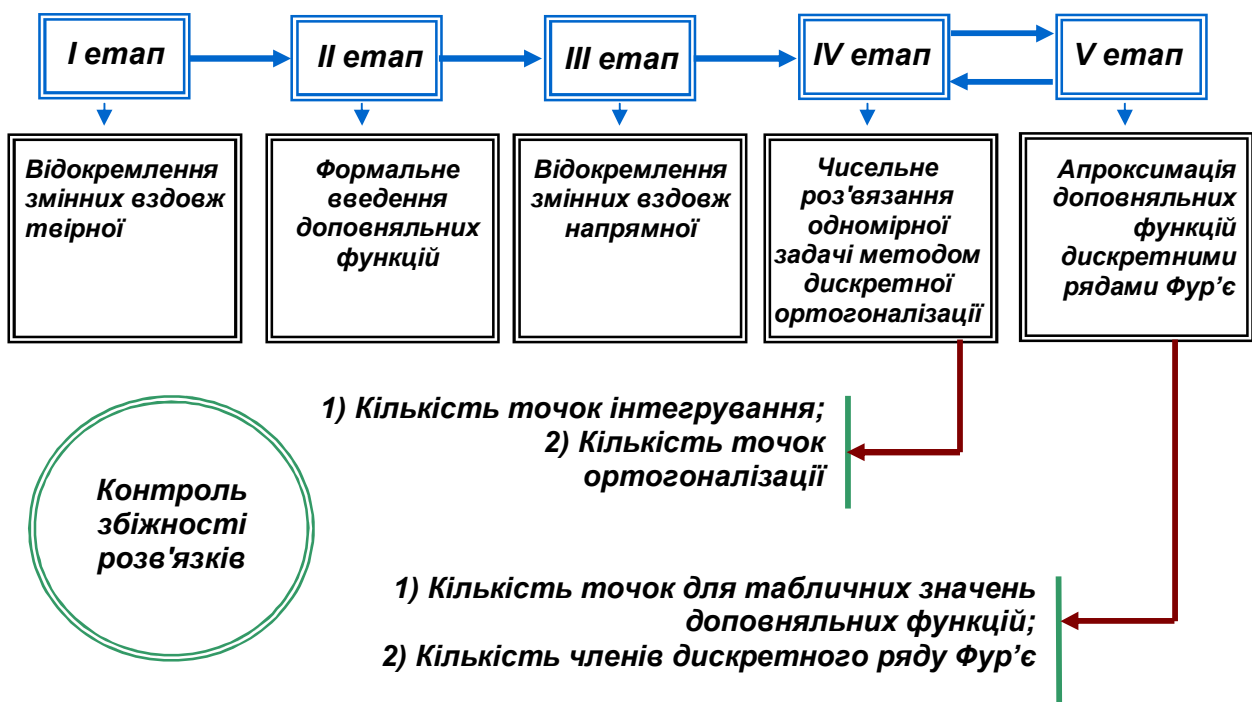 I етап
II етап
III етап
IV етап
V етап
Відокремлення
змінних вздовж
твірної
Формальне
введення
доповняльних
функцій
Відокремлення
змінних вздовж
напрямної
Чисельне
роз'вязання
одномірної
задачі методом
дискретної
ортогоналізації
Апроксимація
доповняльних
функцій
дискретними
рядами Фур’є
1) Кількість точок інтегрування;
2) Кількість точок
ортогоналізації
Контроль
збіжності
розв'язків
1) Кількість точок для табличних значень
доповняльних функцій;
2) Кількість членів дискретного ряду Фур’є